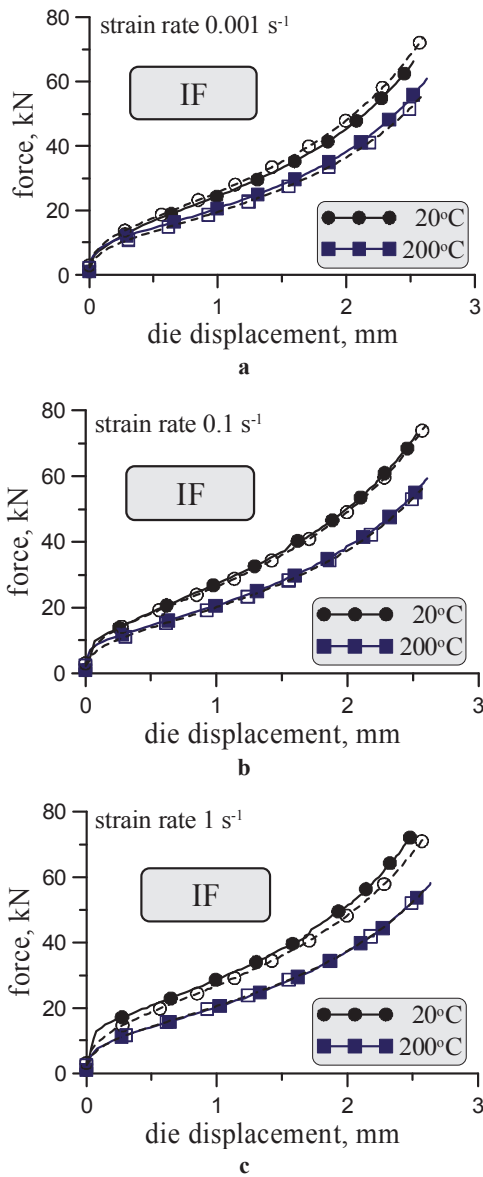 strain rate 0.001 s⁻¹
80
60
40
20
0
force, kN
IF
20°C
200°C
0 1 2 3
die displacement, mm
a
strain rate 0.1 s⁻¹
80
60
40
20
0
force, kN
IF
20°C
200°C
0 1 2 3
die displacement, mm
b
strain rate 1 s⁻¹
80
60
40
20
0
force, kN
IF
20°C
200°C
0 1 2 3
die displacement, mm
c